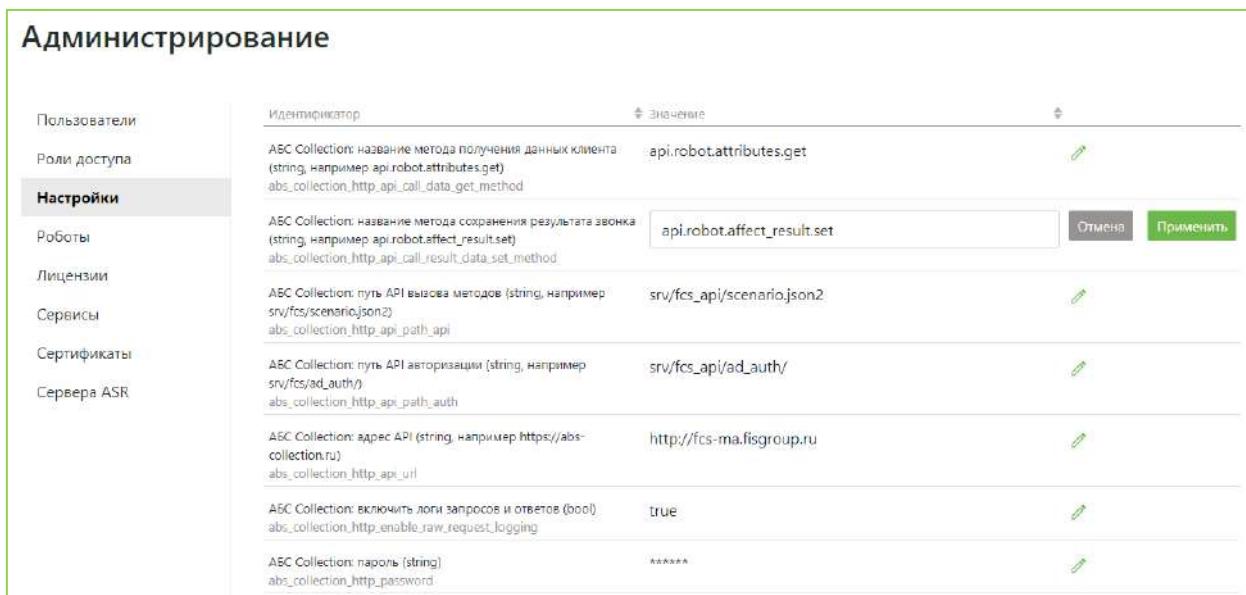 Администрирование
Пользователи
Роли доступа
Настройки
Роботы
Лицензии
Сервисы
Сертификаты
Сервера ASR
Идентификатор
Значение
АБС Collection: название метода получения данных клиента
(string, например api.robot.attributes.get)
abs_collection_http_api_call_data_get_method
api.robot.attributes.get
АБС Collection: название метода сохранения результата звонка
(string, например api.robot.affect_result.set)
abs_collection_http_api_call_result_data_set_method
api.robot.affect_result.set
Отмена
Применить
АБС Collection: путь API вызова методов (string, например
srv/fcs/scenario.json2)
abs_collection_http_api_path_api
srv/fcs_api/scenario.json2
АБС Collection: путь API авторизации (string, например
srv/fcs/ad_auth/)
abs_collection_http_api_path_auth
srv/fcs_api/ad_auth/
АБС Collection: адрес API (string, например https://abs-
collection.ru)
abs_collection_http_api_url
http://fcs-ma.fisgroup.ru
АБС Collection: включить логи запросов и ответов (bool)
abs_collection_http_enable_raw_request_logging
true
АБС Collection: пароль (string)
abs_collection_http_password
******